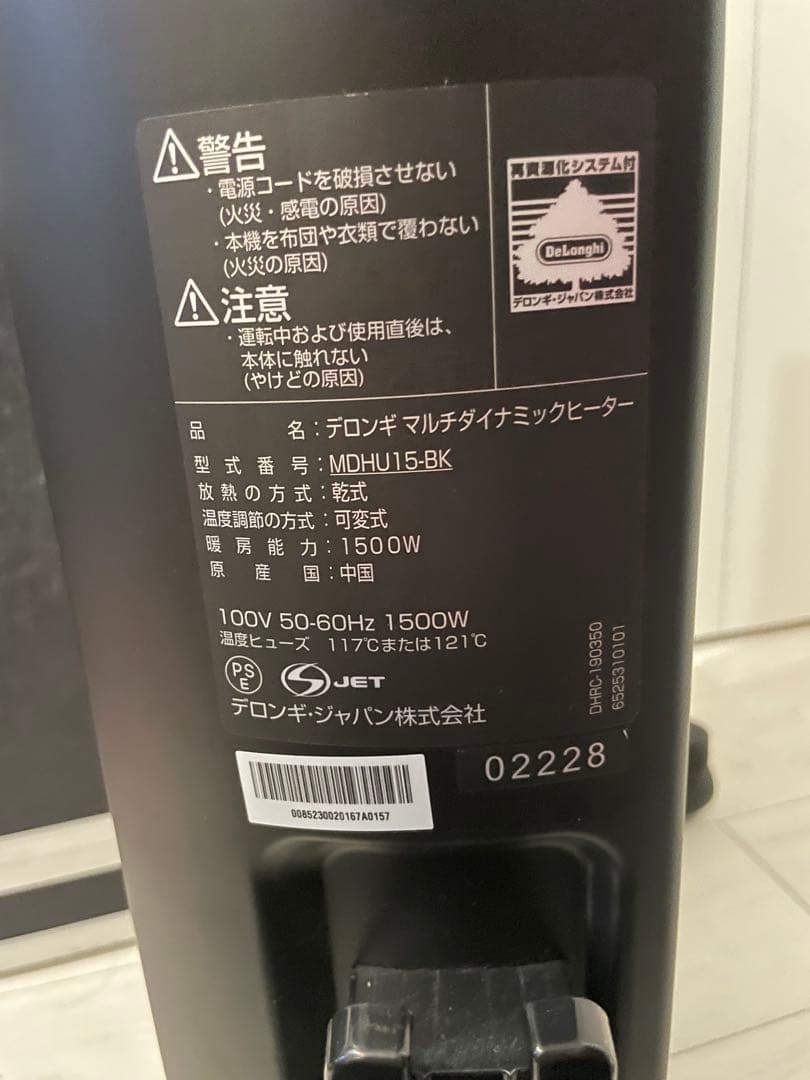 警告
・電源コードを破損させない
(火災・感電の原因)
・本機を布団や衣類で覆わない
(火災の原因)
注意
・運転中および使用直後は、
本体に触れない
(やけどの原因)
再資源化システム付
DeLonghi
デロンギ・ジャパン株式会社
品名：デロンギ マルチダイナミックヒーター
型式番号：MDHU15-BK
放熱の方式：乾式
温度調節の方式：可変式
暖房能力：1500W
原産国：中国
100V 50-60Hz 1500W
温度ヒューズ 117℃または121℃
PS
E
S JET
デロンギ・ジャパン株式会社
DHRC-190350
6525310101
02228
0085230020167A0157